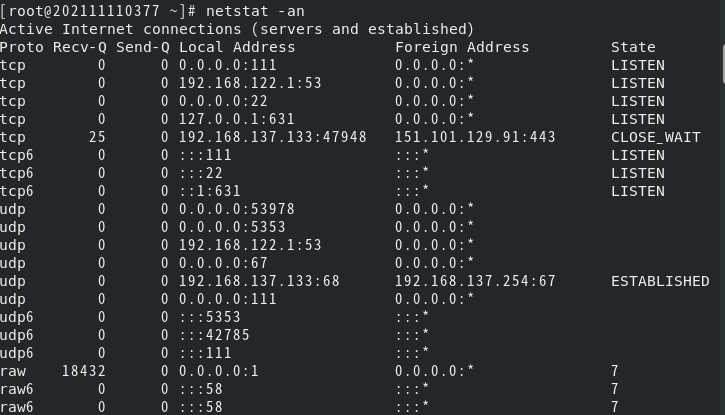 [root@202111110377 ~]# netstat -an
Active Internet connections (servers and established)
Proto Recv-Q Send-Q Local Address           Foreign Address         State
tcp        0      0 0.0.0.0:111             0.0.0.0:*               LISTEN
tcp        0      0 192.168.122.1:53        0.0.0.0:*               LISTEN
tcp        0      0 0.0.0.0:22              0.0.0.0:*               LISTEN
tcp        0      0 127.0.0.1:631           0.0.0.0:*               LISTEN
tcp       25      0 192.168.137.133:47948   151.101.129.91:443      CLOSE_WAIT
tcp6       0      0 :::111                  :::*                    LISTEN
tcp6       0      0 :::22                   :::*                    LISTEN
tcp6       0      0 ::1:631                 :::*                    LISTEN
udp        0      0 0.0.0.0:53978           0.0.0.0:*
udp        0      0 0.0.0.0:5353            0.0.0.0:*
udp        0      0 192.168.122.1:53        0.0.0.0:*
udp        0      0 0.0.0.0:67              0.0.0.0:*
udp        0      0 192.168.137.133:68      192.168.137.254:67      ESTABLISHED
udp        0      0 0.0.0.0:111             0.0.0.0:*
udp6       0      0 :::5353                 :::*
udp6       0      0 :::42785                :::*
udp6       0      0 :::111                  :::*
raw    18432      0 0.0.0.0:1               0.0.0.0:*               7
raw6       0      0 :::58                   :::*                    7
raw6       0      0 :::58                   :::*                    7